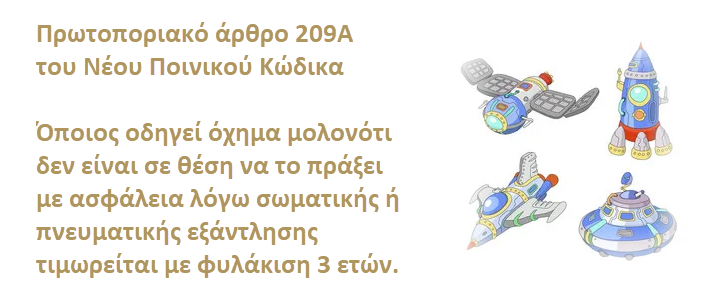 Πρωτοποριακό άρθρο 209Α
του Νέου Ποινικού Κώδικα
Όποιος οδηγεί όχημα μολονότι
δεν είναι σε θέση να το πράξει
με ασφάλεια λόγω σωματικής ή
πνευματικής εξάντλησης
τιμωρείται με φυλάκιση 3 ετών.